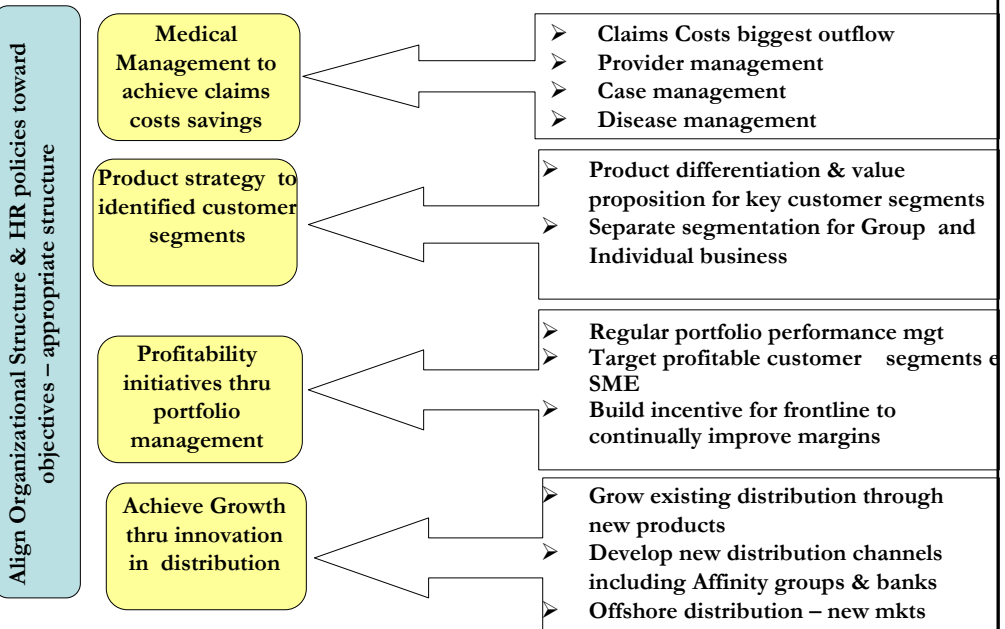 Align Organizational Structure & HR policies toward
objectives – appropriate structure
Medical
Management to
achieve claims
costs savings
➢ Claims Costs biggest outflow
➢ Provider management
➢ Case management
➢ Disease management
Product strategy to
identified customer
segments
➢ Product differentiation & value
proposition for key customer segments
➢ Separate segmentation for Group and
Individual business
Profitability
initiatives thru
portfolio
management
➢ Regular portfolio performance mgt
➢ Target profitable customer segments e
SME
➢ Build incentive for frontline to
continually improve margins
Achieve Growth
thru innovation
in distribution
➢ Grow existing distribution through
new products
➢ Develop new distribution channels
including Affinity groups & banks
➢ Offshore distribution – new mkts